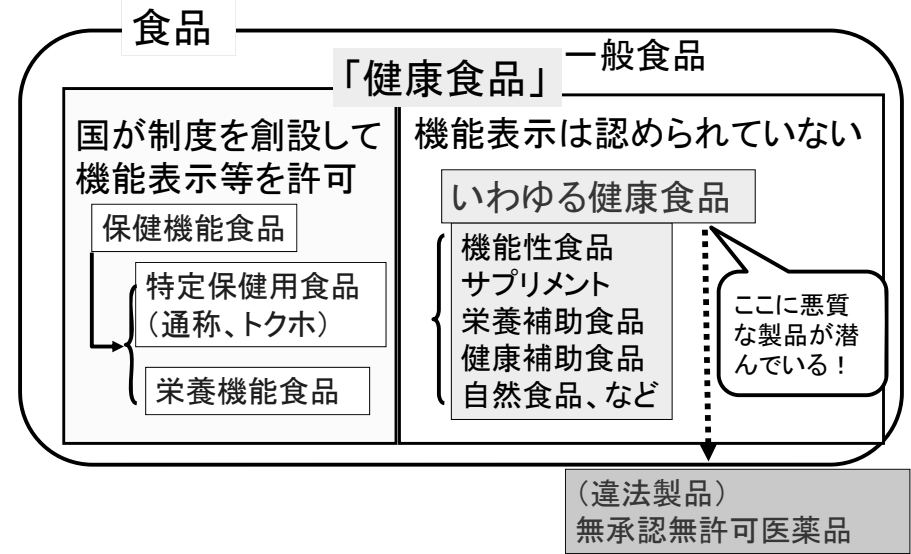 食品
一般食品
「健康食品」
国が制度を創設して
機能表示等を許可
保健機能食品
特定保健用食品
(通称、トクホ)
栄養機能食品
機能表示は認められていない
いわゆる健康食品
機能性食品
サプリメント
栄養補助食品
健康補助食品
自然食品、など
ここに悪質
な製品が潜
んでいる!
(違法製品)
無承認無許可医薬品